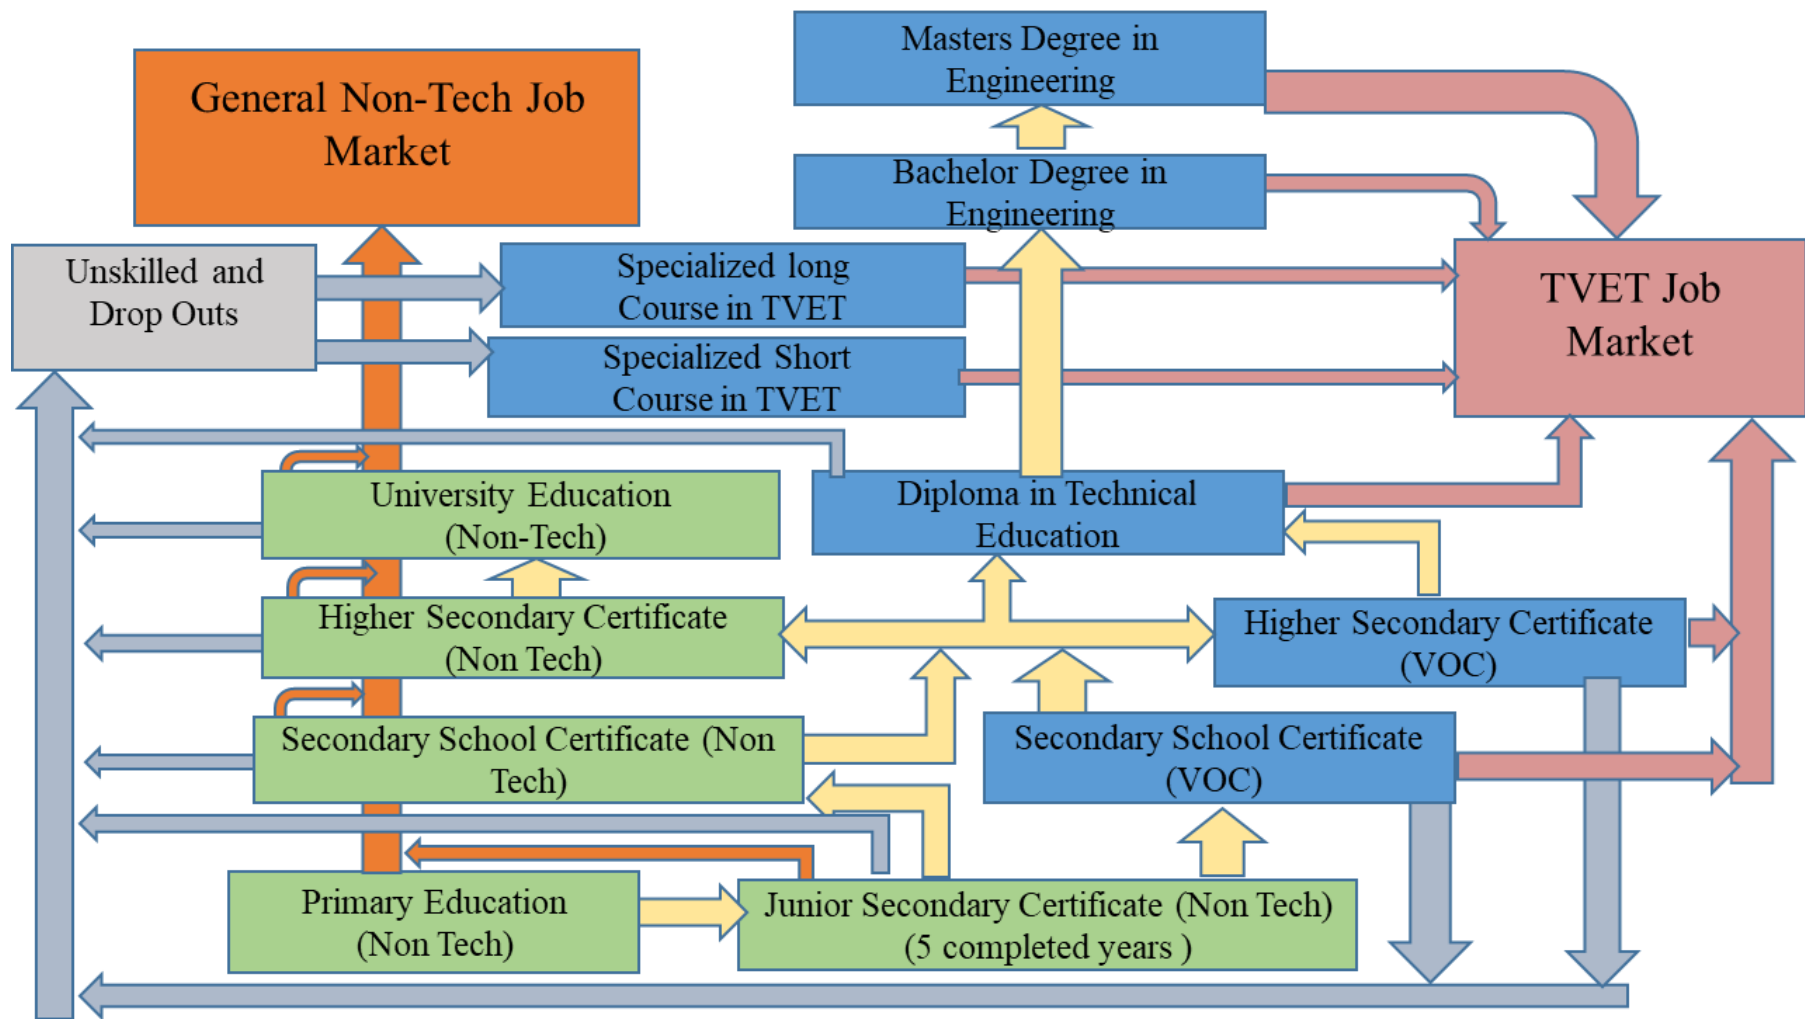 Masters Degree in
Engineering
General Non-Tech Job
Market
Bachelor Degree in
Engineering
Unskilled and
Drop Outs
Specialized long
Course in TVET
TVET Job
Market
Specialized Short
Course in TVET
University Education
(Non-Tech)
Diploma in Technical
Education
Higher Secondary Certificate
(Non Tech)
Higher Secondary Certificate
(VOC)
Secondary School Certificate (Non
Tech)
Secondary School Certificate
(VOC)
Primary Education
(Non Tech)
Junior Secondary Certificate (Non Tech)
(5 completed years )